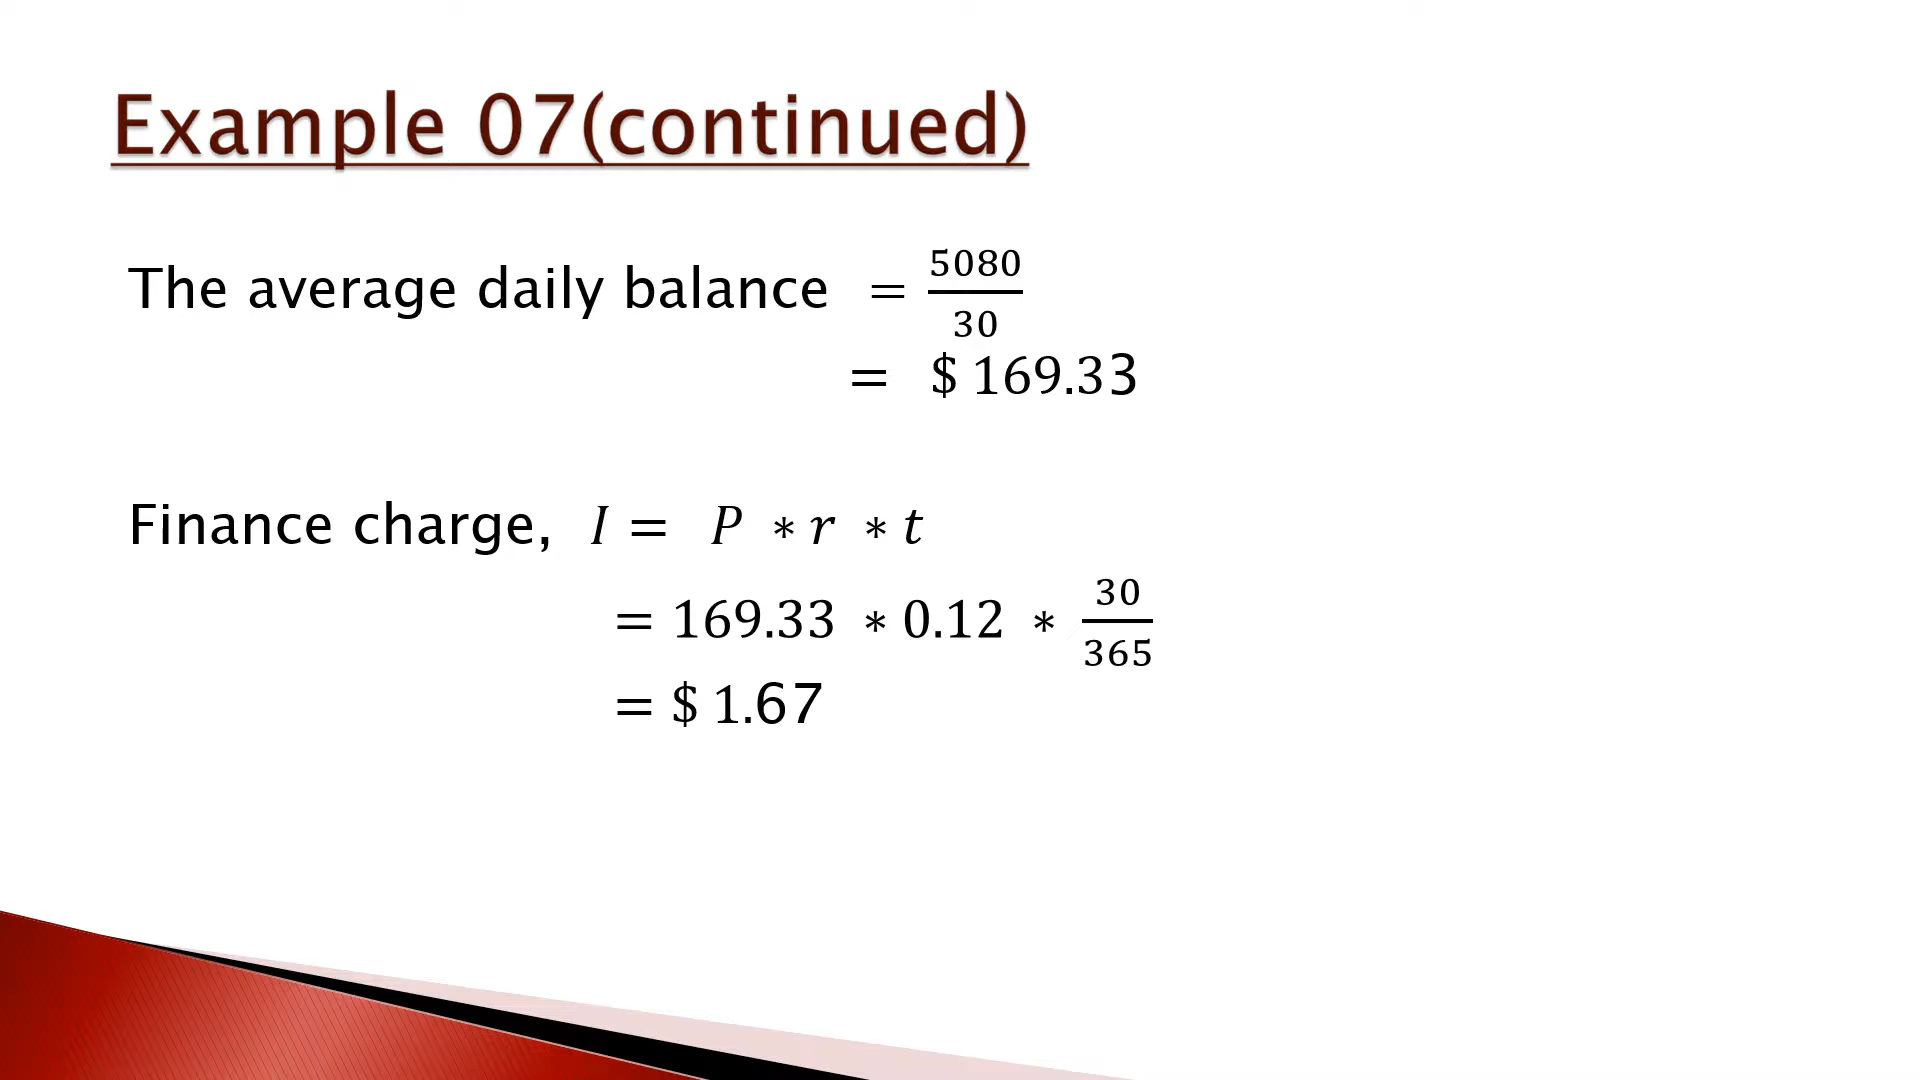 Example 07(continued)
The average daily balance = 5080/30
= $ 169.33
Finance charge, I = P * r * t
= 169.33 * 0.12 * 30/365
= $ 1.67